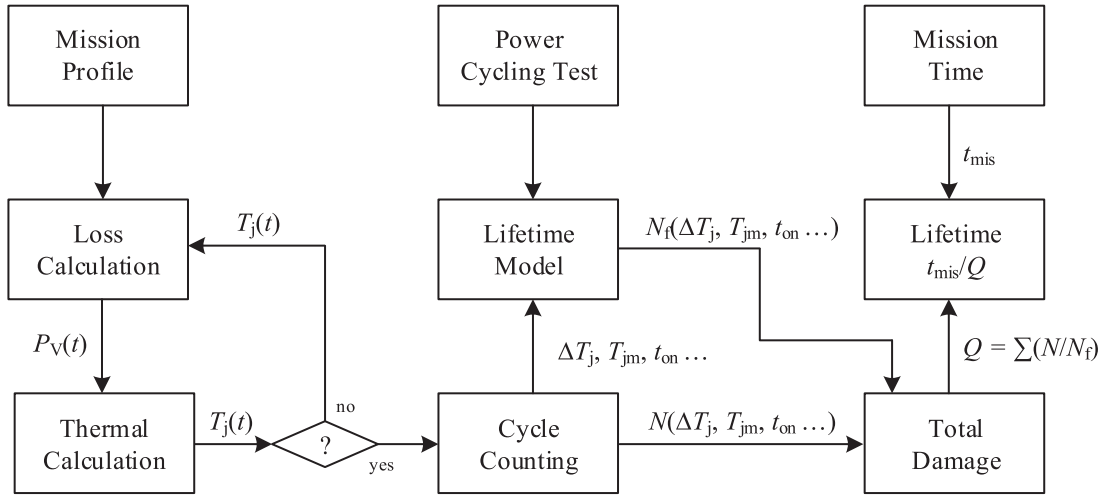 Mission
Profile
Power
Cycling Test
Mission
Time
t_mis
Loss
Calculation
T_j(t)
Lifetime
Model
N_f(ΔT_j, T_jm, t_on …)
Lifetime
t_mis/Q
P_V(t)
ΔT_j, T_jm, t_on …
Q = ∑(N/N_f)
Thermal
Calculation
T_j(t)
no
?
yes
Cycle
Counting
N(ΔT_j, T_jm, t_on …)
Total
Damage